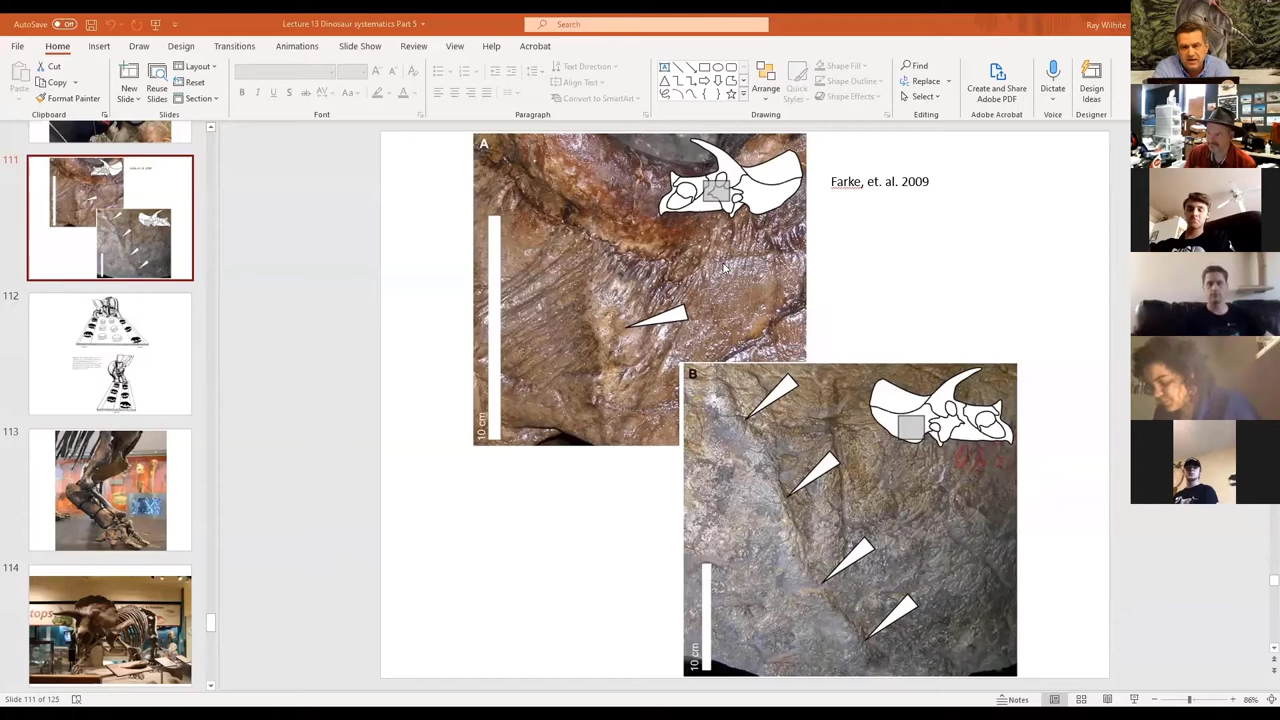 AutoSave Off
Lecture 13 Dinosaur systematics Part 5
Search
Ray Wilhite
File Home Insert Draw Design Transitions Animations Slide Show Review View Help Acrobat
Paste
Cut
Copy
Format Painter
Clipboard
New Slide
Reuse Slides
Layout
Reset
Section
Slides
Font
Text Direction
Align Text
Convert to SmartArt
Paragraph
Arrange
Quick Styles
Shape Fill
Shape Outline
Shape Effects
Drawing
Find
Replace
Select
Editing
Create and Share Adobe PDF
Adobe Acrobat
Dictate
Voice
Design Ideas
Designer
111
112
113
114
tops
A
10 cm
Farke, et. al. 2009
B
10 cm
Slide 111 of 125
Notes
86%